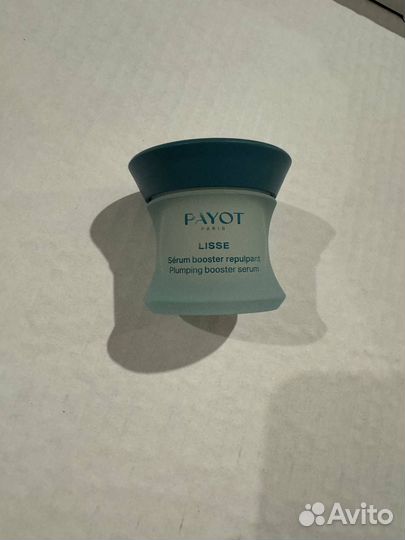 PAYOT
PARIS
LISSE
Sérum booster repulpant
Plumping booster serum
Avito